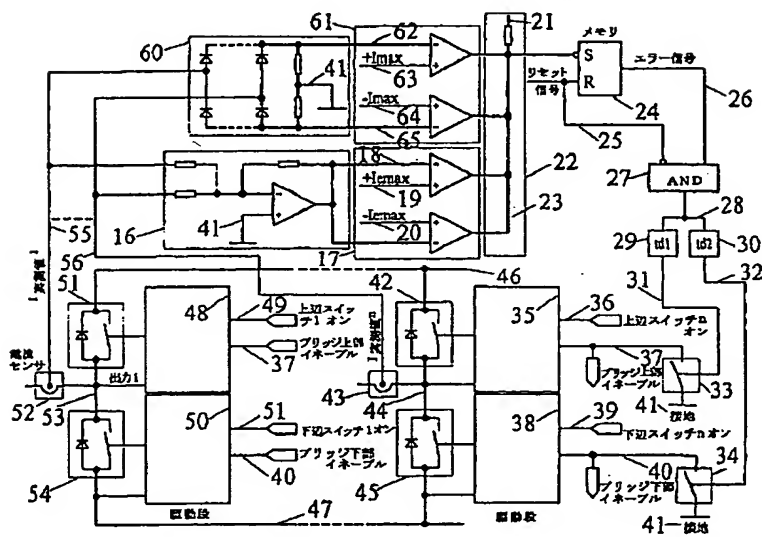 60
61
62
21
メモリ
+Imax
63
41
-Imax
64
65
リセット
信号
S
R
エラー信号
24
25
26
22
27
AND
18
+Iεmax
19
-Iεmax
20
41
16
17
23
28
29
td1
td2
30
31
32
55
56
I実測値1
I実測値n
51
42
46
48
49
上辺スイッ
チ1オン
37
ブリッジ上部
イネーブル
35
36
上辺スイッチn
オン
37
ブリッジ上部
イネーブル
33
41
接地
電流
センサ
52
53
出力1
50
51
下辺スイッチ1オン
40
ブリッジ下部
イネーブル
43
44
38
39
下辺スイッチnオン
40
ブリッジ下部
イネーブル
34
41
接地
54
45
47
駆動段
駆動段